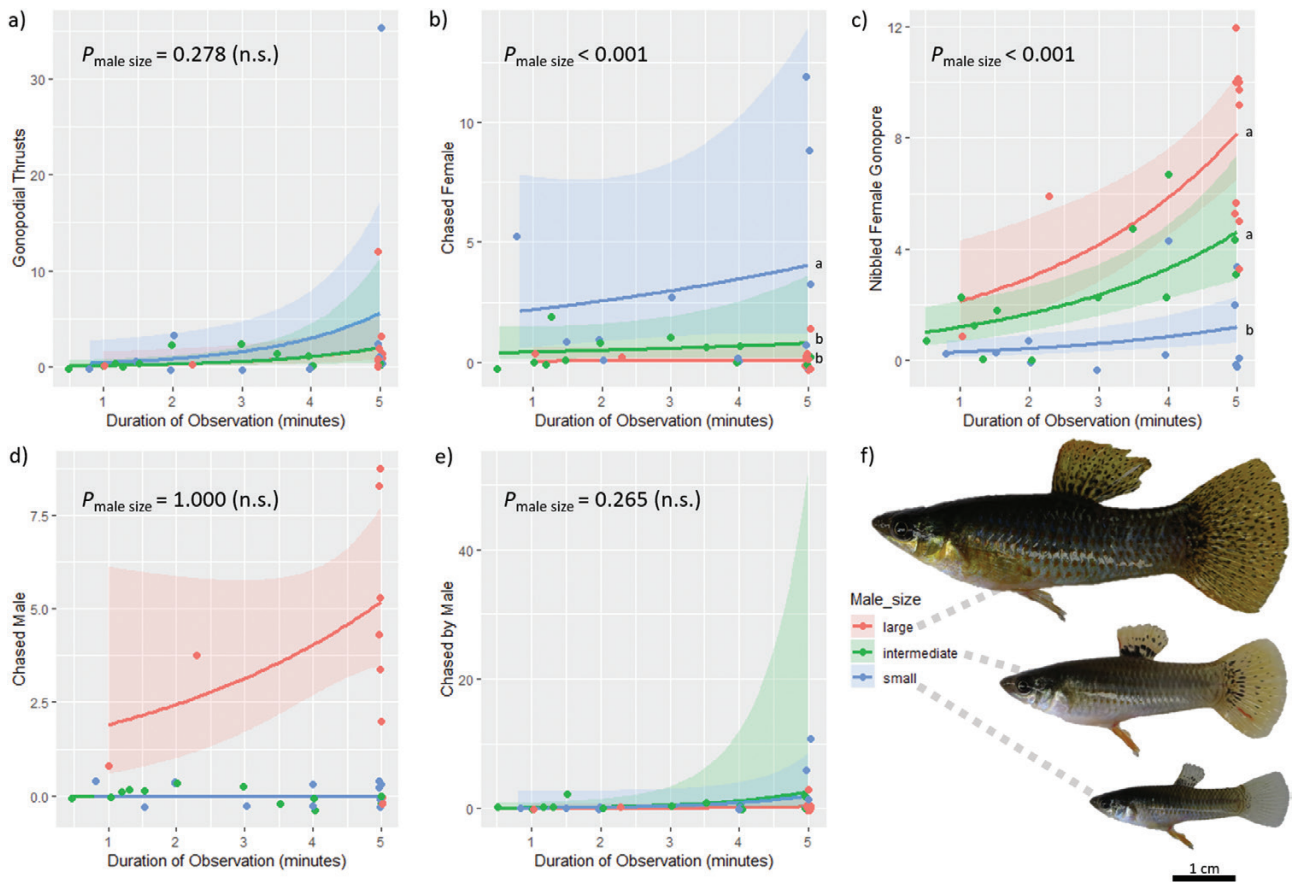 a)
P male size = 0.278 (n.s.)
Gonopodial Thrusts
30
20
10
0
1 2 3 4 5
Duration of Observation (minutes)
b)
P male size < 0.001
Chased Female
10
5
0
a
b
b
1 2 3 4 5
Duration of Observation (minutes)
c)
P male size < 0.001
Nibbled Female Gonopore
12
8
4
0
a
a
b
1 2 3 4 5
Duration of Observation (minutes)
d)
P male size = 1.000 (n.s.)
Chased Male
7.5
5.0
2.5
0.0
1 2 3 4 5
Duration of Observation (minutes)
e)
P male size = 0.265 (n.s.)
Chased by Male
40
20
0
1 2 3 4 5
Duration of Observation (minutes)
f)
Male_size
large
intermediate
small
1 cm